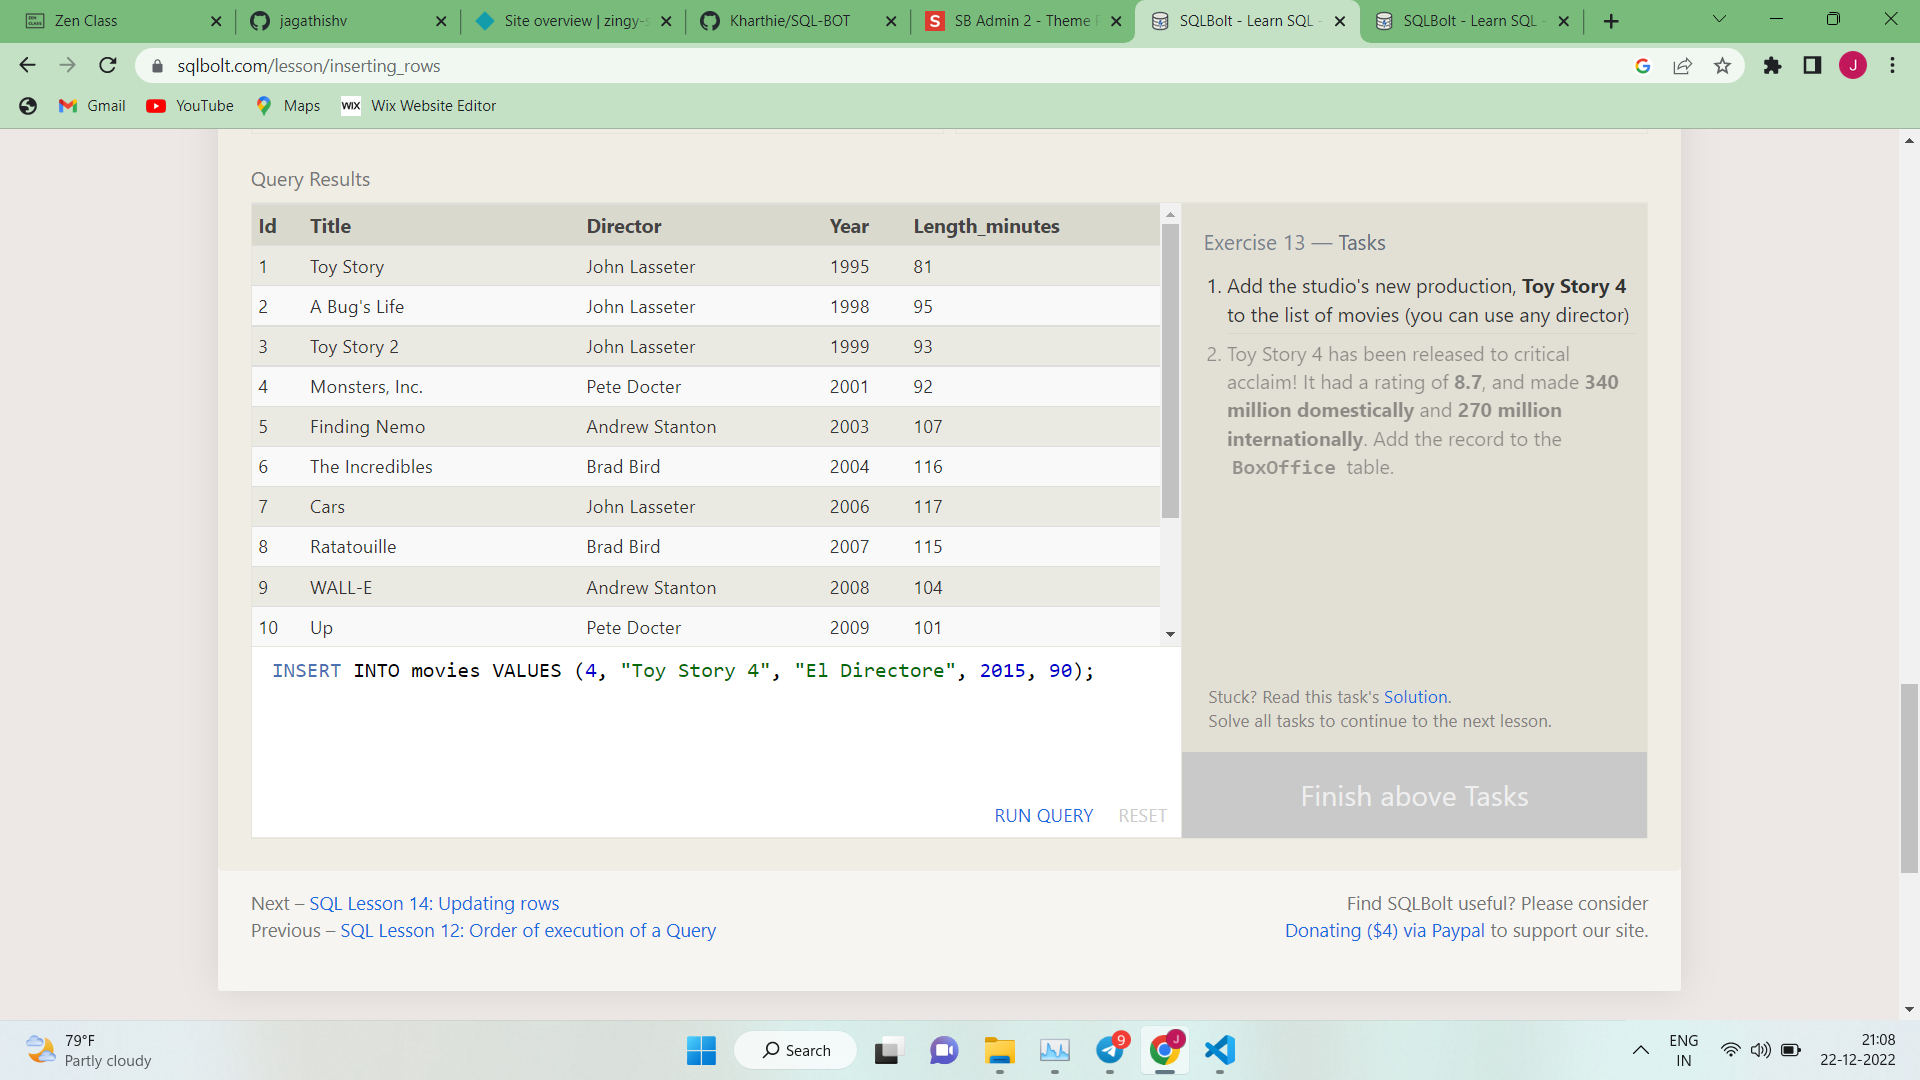 Zen Class
jagathishv
Site overview | zingy-s
Kharthie/SQL-BOT
SB Admin 2 - Theme P
SQLBolt - Learn SQL -
SQLBolt - Learn SQL -
sqlbolt.com/lesson/inserting_rows
J
Gmail
YouTube
Maps
WIX Wix Website Editor
Query Results
Id Title Director Year Length_minutes
1 Toy Story John Lasseter 1995 81
2 A Bug's Life John Lasseter 1998 95
3 Toy Story 2 John Lasseter 1999 93
4 Monsters, Inc. Pete Docter 2001 92
5 Finding Nemo Andrew Stanton 2003 107
6 The Incredibles Brad Bird 2004 116
7 Cars John Lasseter 2006 117
8 Ratatouille Brad Bird 2007 115
9 WALL-E Andrew Stanton 2008 104
10 Up Pete Docter 2009 101
INSERT INTO movies VALUES (4, "Toy Story 4", "El Directore", 2015, 90);
RUN QUERY RESET
Exercise 13 — Tasks
1. Add the studio's new production, Toy Story 4
to the list of movies (you can use any director)
2. Toy Story 4 has been released to critical
acclaim! It had a rating of 8.7, and made 340
million domestically and 270 million
internationally. Add the record to the
BoxOffice table.
Stuck? Read this task's Solution.
Solve all tasks to continue to the next lesson.
Finish above Tasks
Next – SQL Lesson 14: Updating rows
Previous – SQL Lesson 12: Order of execution of a Query
Find SQLBolt useful? Please consider
Donating ($4) via Paypal to support our site.
79°F
Partly cloudy
Search
9
J
ENG
IN
21:08
22-12-2022